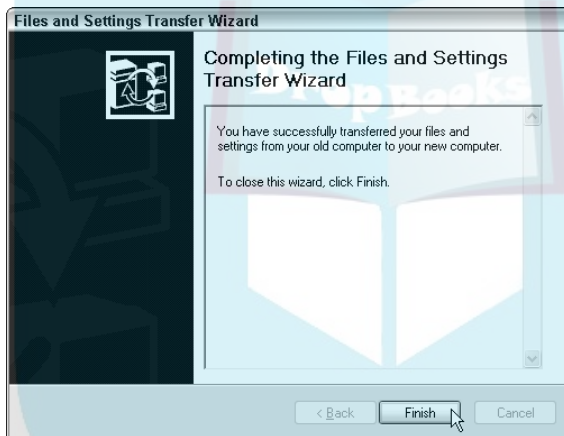 Files and Settings Transfer Wizard
Completing the Files and Settings
Transfer Wizard
DropBooks
You have successfully transferred your files and
settings from your old computer to your new computer.
To close this wizard, click Finish.
< Back
Finish
Cancel